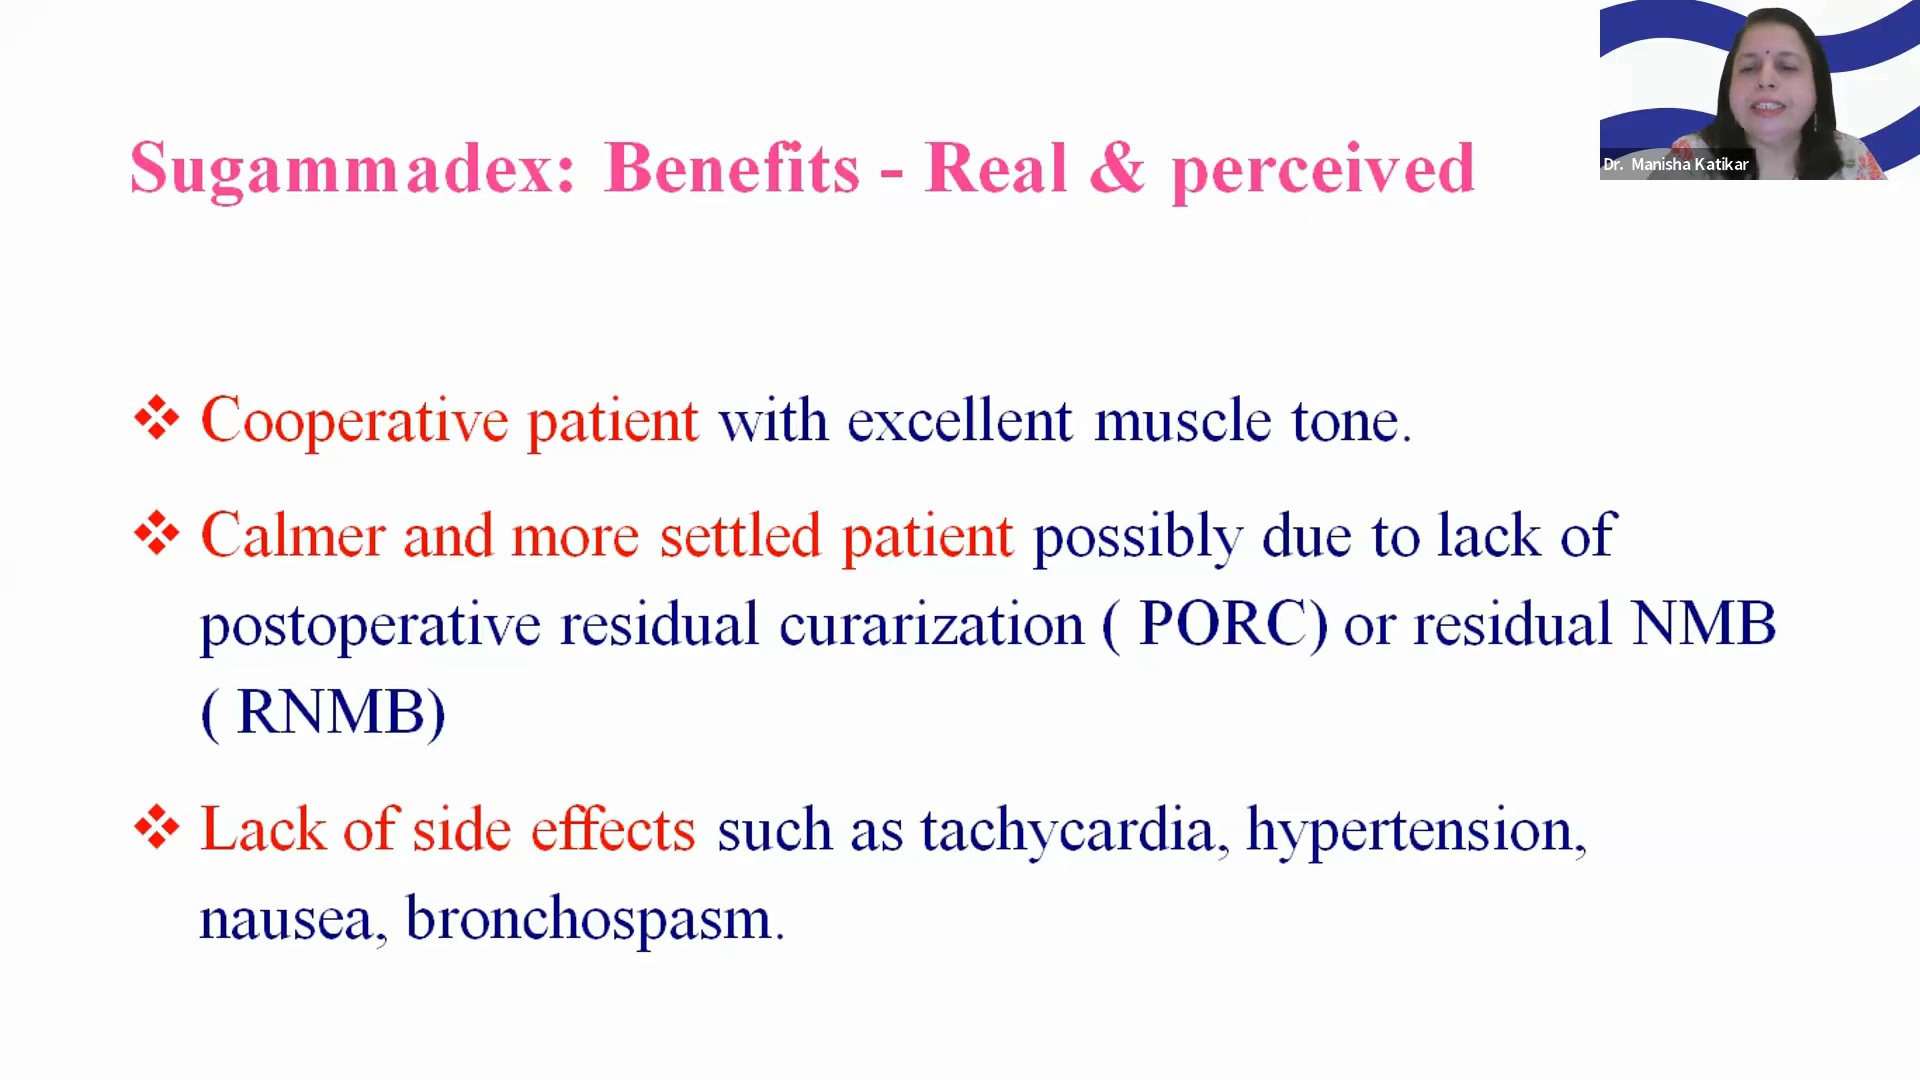 Dr. Manisha Katikar
Sugammadex: Benefits - Real & perceived
❖ Cooperative patient with excellent muscle tone.
❖ Calmer and more settled patient possibly due to lack of
postoperative residual curarization ( PORC) or residual NMB
( RNMB)
❖ Lack of side effects such as tachycardia, hypertension,
nausea, bronchospasm.